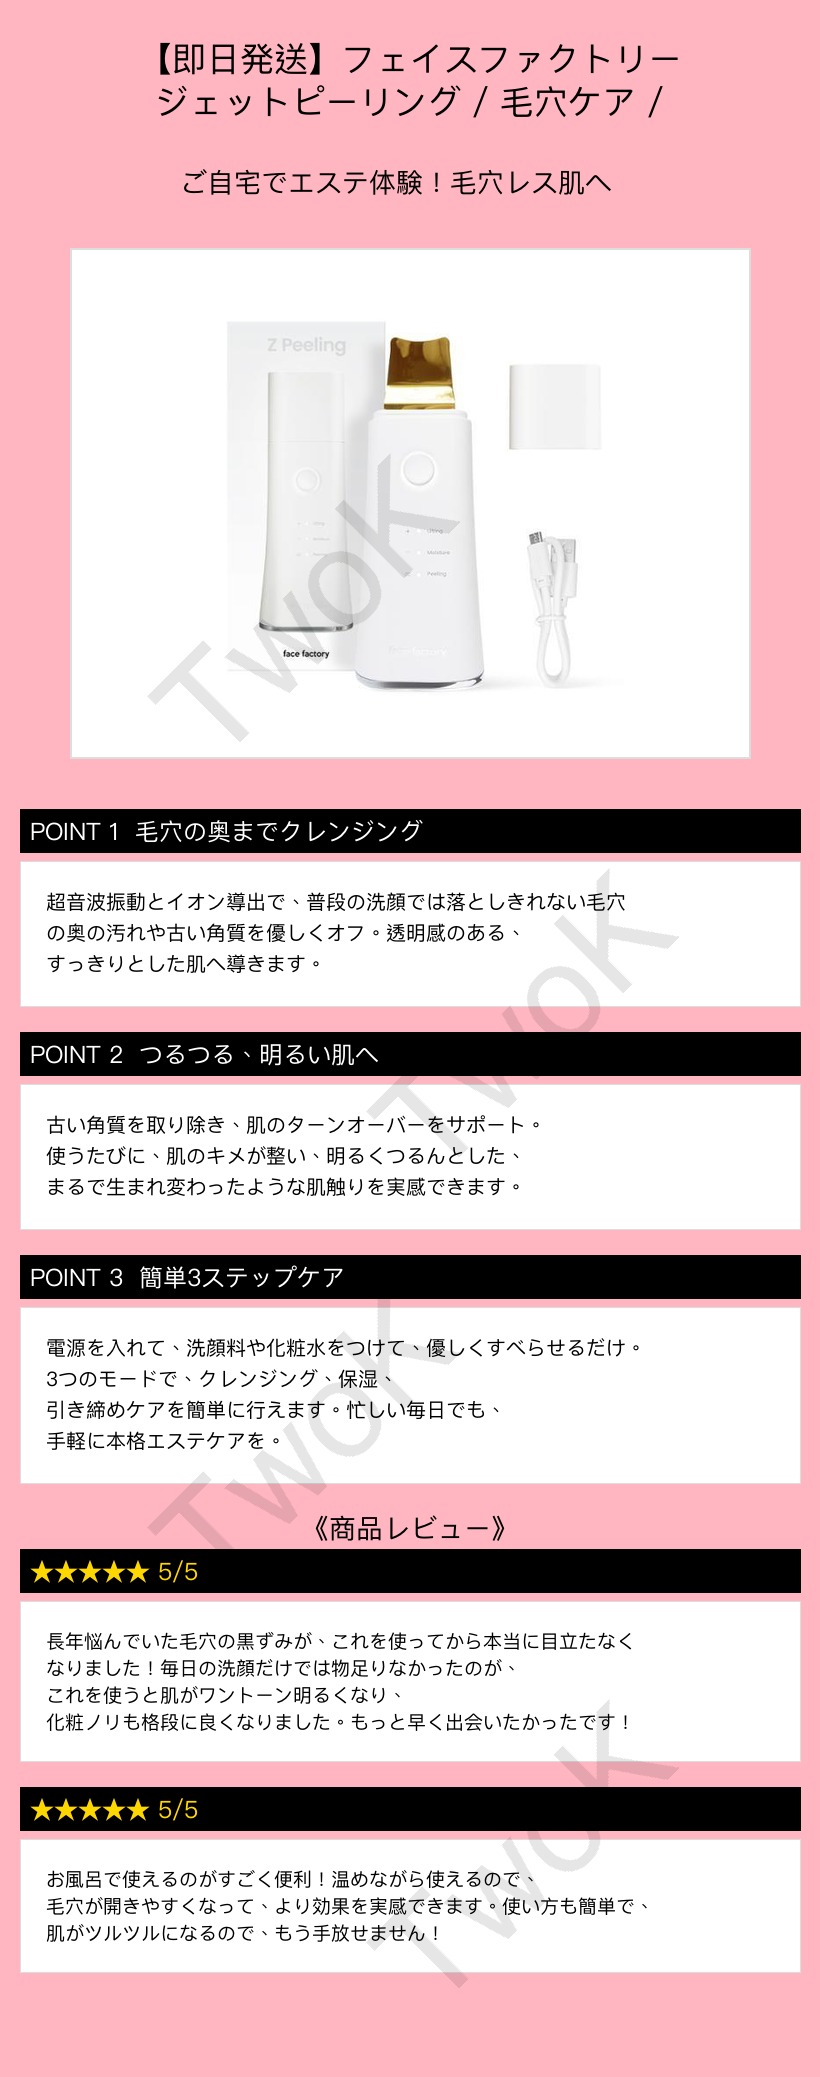 【即日発送】フェイスファクトリー
ジェットピーリング / 毛穴ケア /
ご自宅でエステ体験！毛穴レス肌へ
Z Peeling
Lifting
Moisture
Peeling
face factory
TwoK
POINT 1 毛穴の奥までクレンジング
超音波振動とイオン導出で、普段の洗顔では落としきれない毛穴
の奥の汚れや古い角質を優しくオフ。透明感のある、
すっきりとした肌へ導きます。
TwoK
POINT 2 つるつる、明るい肌へ
古い角質を取り除き、肌のターンオーバーをサポート。
使うたびに、肌のキメが整い、明るくつるんとした、
まるで生まれ変わったような肌触りを実感できます。
POINT 3 簡単3ステップケア
電源を入れて、洗顔料や化粧水をつけて、優しくすべらせるだけ。
3つのモードで、クレンジング、保湿、
引き締めケアを簡単に行えます。忙しい毎日でも、
手軽に本格エステケアを。
TwoK
《商品レビュー》
★★★★★ 5/5
長年悩んでいた毛穴の黒ずみが、これを使ってから本当に目立たなく
なりました！毎日の洗顔だけでは物足りなかったのが、
これを使うと肌がワントーン明るくなり、
化粧ノリも格段に良くなりました。もっと早く出会いたかったです！
★★★★★ 5/5
お風呂で使えるのがすごく便利！温めながら使えるので、
毛穴が開きやすくなって、より効果を実感できます。使い方も簡単で、
肌がツルツルになるので、もう手放せません！
TwoK